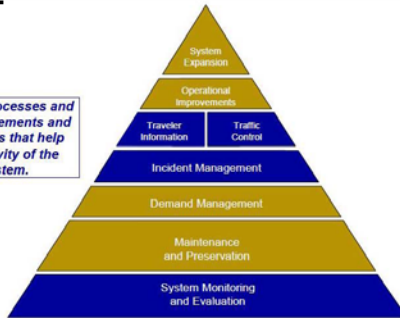 System
Expansion
Operational
Improvements
Traveler
Information
Traffic
Control
Incident Management
Demand Management
Maintenance
and Preservation
System Monitoring
and Evaluation
ocesses and
ements and
s that help
vity of the
stem.